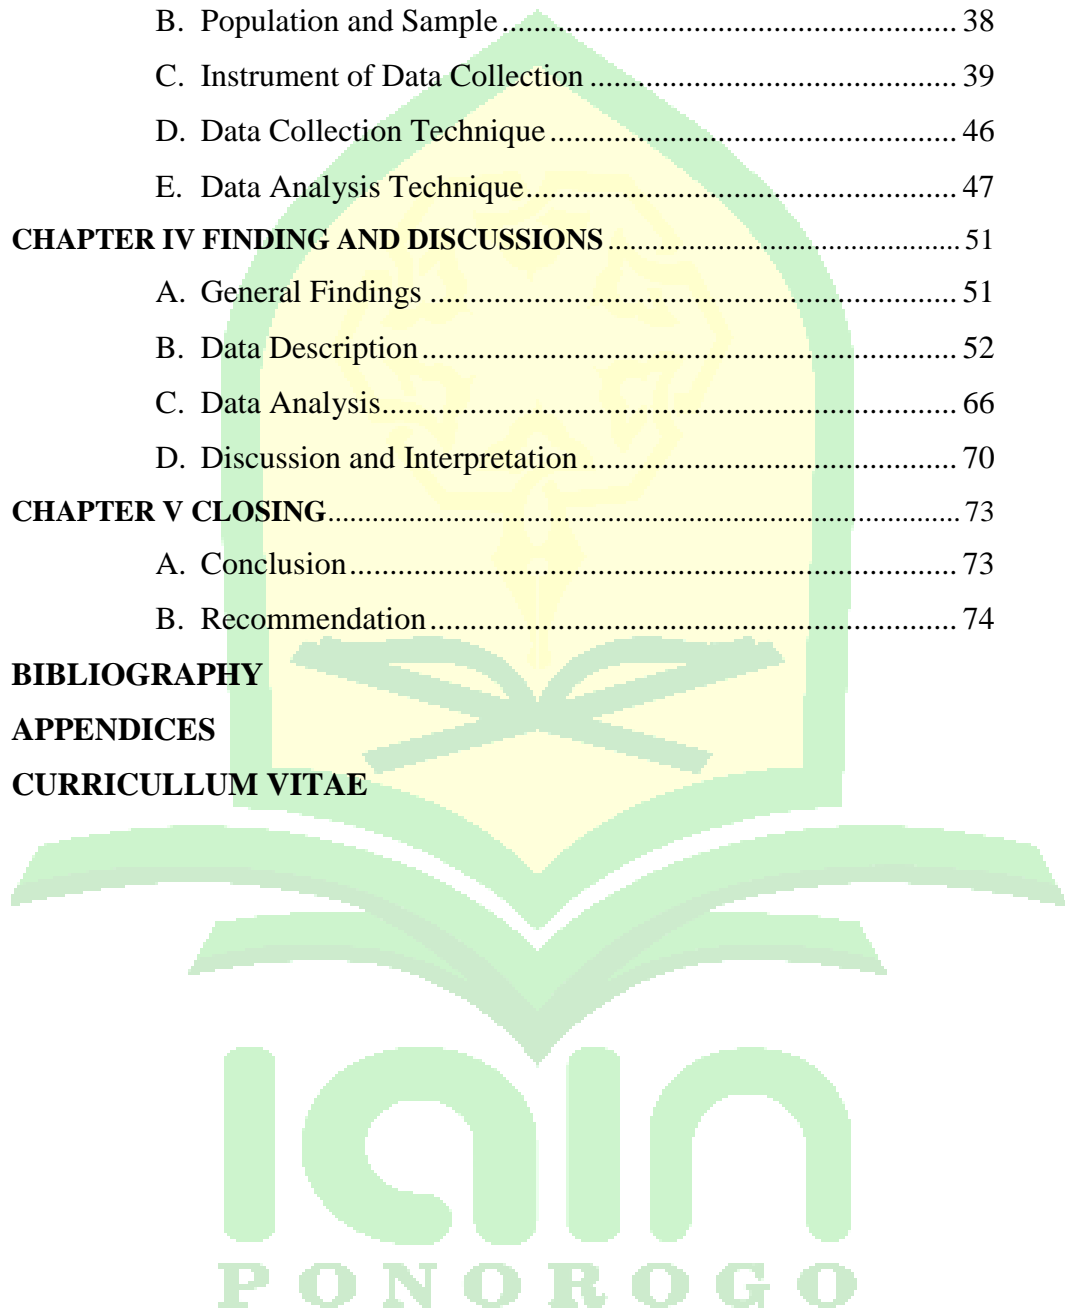 B. Population and Sample........................................................ 38
C. Instrument of Data Collection ............................................. 39
D. Data Collection Technique .................................................. 46
E. Data Analysis Technique..................................................... 47
CHAPTER IV FINDING AND DISCUSSIONS ................................................ 51
A. General Findings ................................................................. 51
B. Data Description .................................................................. 52
C. Data Analysis....................................................................... 66
D. Discussion and Interpretation .............................................. 70
CHAPTER V CLOSING...................................................................................... 73
A. Conclusion ........................................................................... 73
B. Recommendation ................................................................. 74
BIBLIOGRAPHY
APPENDICES
CURRICULLUM VITAE
iain
PONOROGO